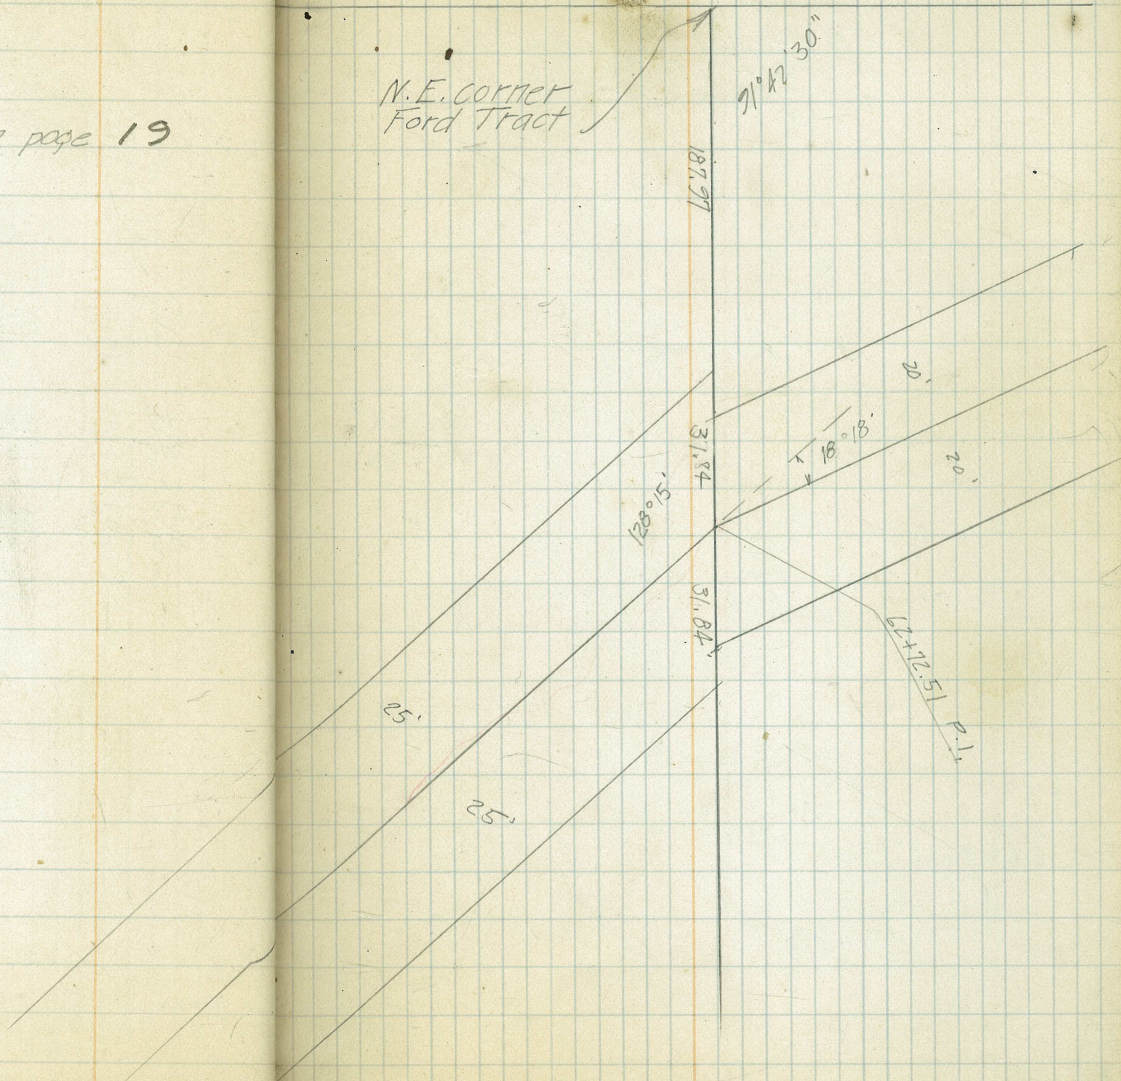 page 19
N.E. corner
Ford Tract
91°42'30"
187.97
20'
31.84
18°18'
128°15'
20'
31.84
62+72.51 P.I.
25'
25'